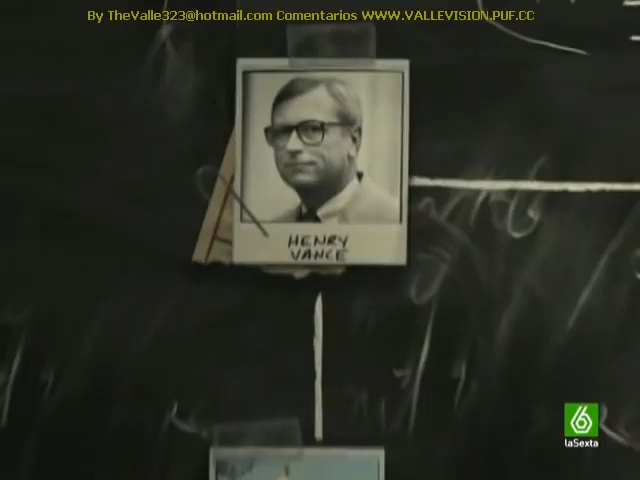 By TheValle323@hotmail.com Comentarios WWW.VALLEVISION.PUF.CC
HENRY
VANCE
6
laSexta